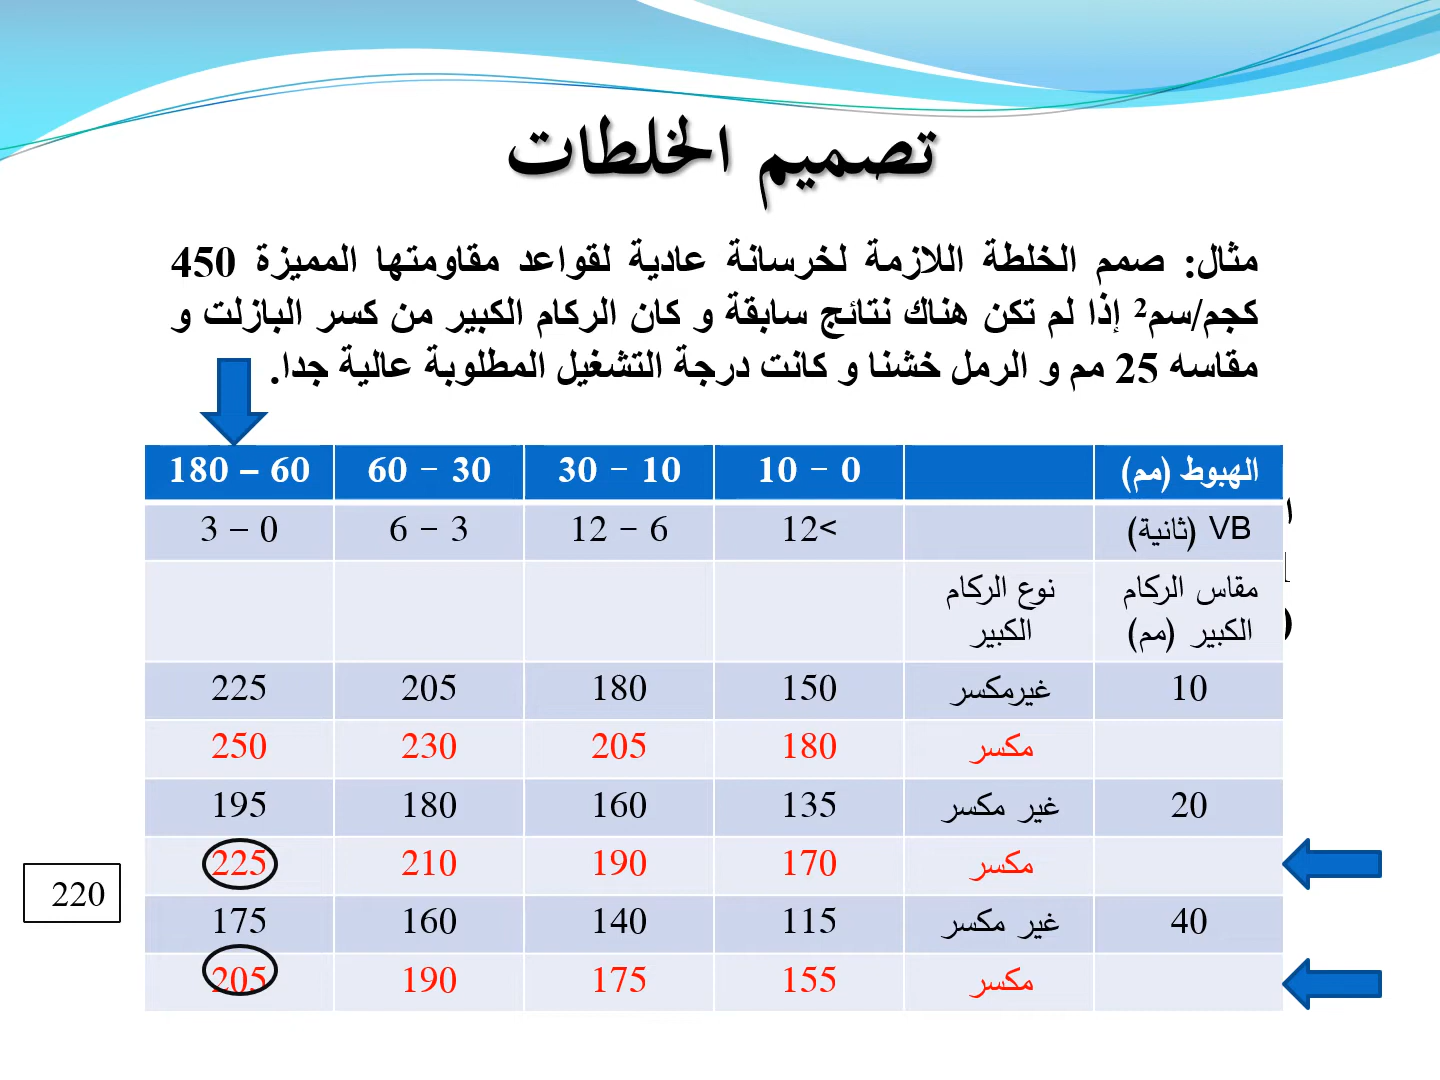 تصميم الخلطات
مثال: صمم الخلطة اللازمة لخرسانة عادية لقواعد مقاومتها المميزة 450
كجم/سم² إذا لم تكن هناك نتائج سابقة و كان الركام الكبير من كسر البازلت و
مقاسه 25 مم و الرمل خشنا و كانت درجة التشغيل المطلوبة عالية جدا.
الهبوط (مم) 0 – 10 10 – 30 30 – 60 60 – 180
VB (ثانية) >12 6 – 12 3 – 6 0 – 3
مقاس الركام الكبير (مم) نوع الركام الكبير
10 غيرمكسر 150 180 205 225
مكسر 180 205 230 250
20 غير مكسر 135 160 180 195
مكسر 170 190 210 225
220
40 غير مكسر 115 140 160 175
مكسر 155 175 190 205